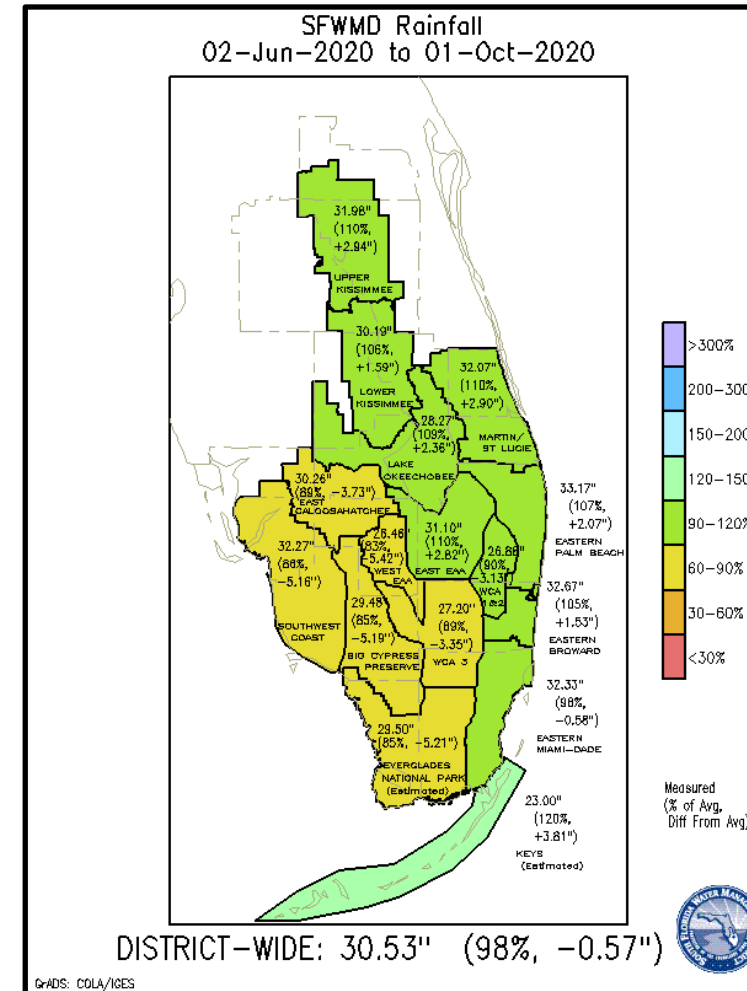 SFWMD Rainfall
02-Jun-2020 to 01-Oct-2020
31.98"
(110%,
+2.94")
UPPER
KISSIMMEE
30.19"
(106%,
+1.59")
LOWER
KISSIMMEE
32.07"
(110%,
+2.90")
MARTIN/
ST LUCIE
28.27"
(109%,
+2.36")
LAKE
OKEECHOBEE
30.26"
(89%, -3.73")
EAST
CALOOSAHATCHEE
26.46"
(83%,
-5.42")
WEST
EAA
31.10"
(110%,
+2.82")
EAST EAA
26.88"
(90%,
-3.13")
WCA
1&2
33.17"
(107%,
+2.07")
EASTERN
PALM BEACH
32.27"
(86%,
-5.16")
SOUTHWEST
COAST
29.48"
(85%,
-5.19")
BIG CYPRESS
PRESERVE
27.20"
(89%,
-3.35")
WCA 3
32.67"
(105%,
+1.53")
EASTERN
BROWARD
32.33"
(98%,
-0.58")
EASTERN
MIAMI-DADE
29.50"
(85%, -5.21")
EVERGLADES
NATIONAL PARK
(Estimated)
23.00"
(120%,
+3.81")
KEYS
(Estimated)
>300%
200-300
150-200
120-150
90-120%
60-90%
30-60%
<30%
Measured
(% of Avg,
Diff From Avg)
DISTRICT-WIDE: 30.53" (98%, -0.57")
GrADS: COLA/IGES